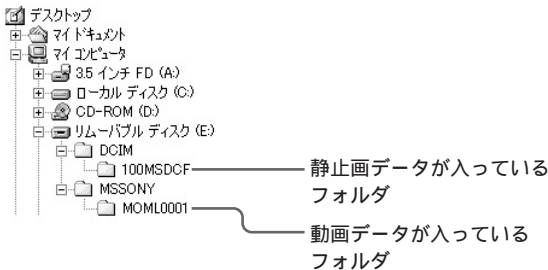 デスクトップ
マイ ドキュメント
マイ コンピュータ
3.5 インチ FD (A:)
ローカル ディスク (C:)
CD-ROM (D:)
リムーバブル ディスク (E:)
DCIM
100MSDCF
静止画データが入っている
フォルダ
MSSONY
MOML0001
動画データが入っている
フォルダ